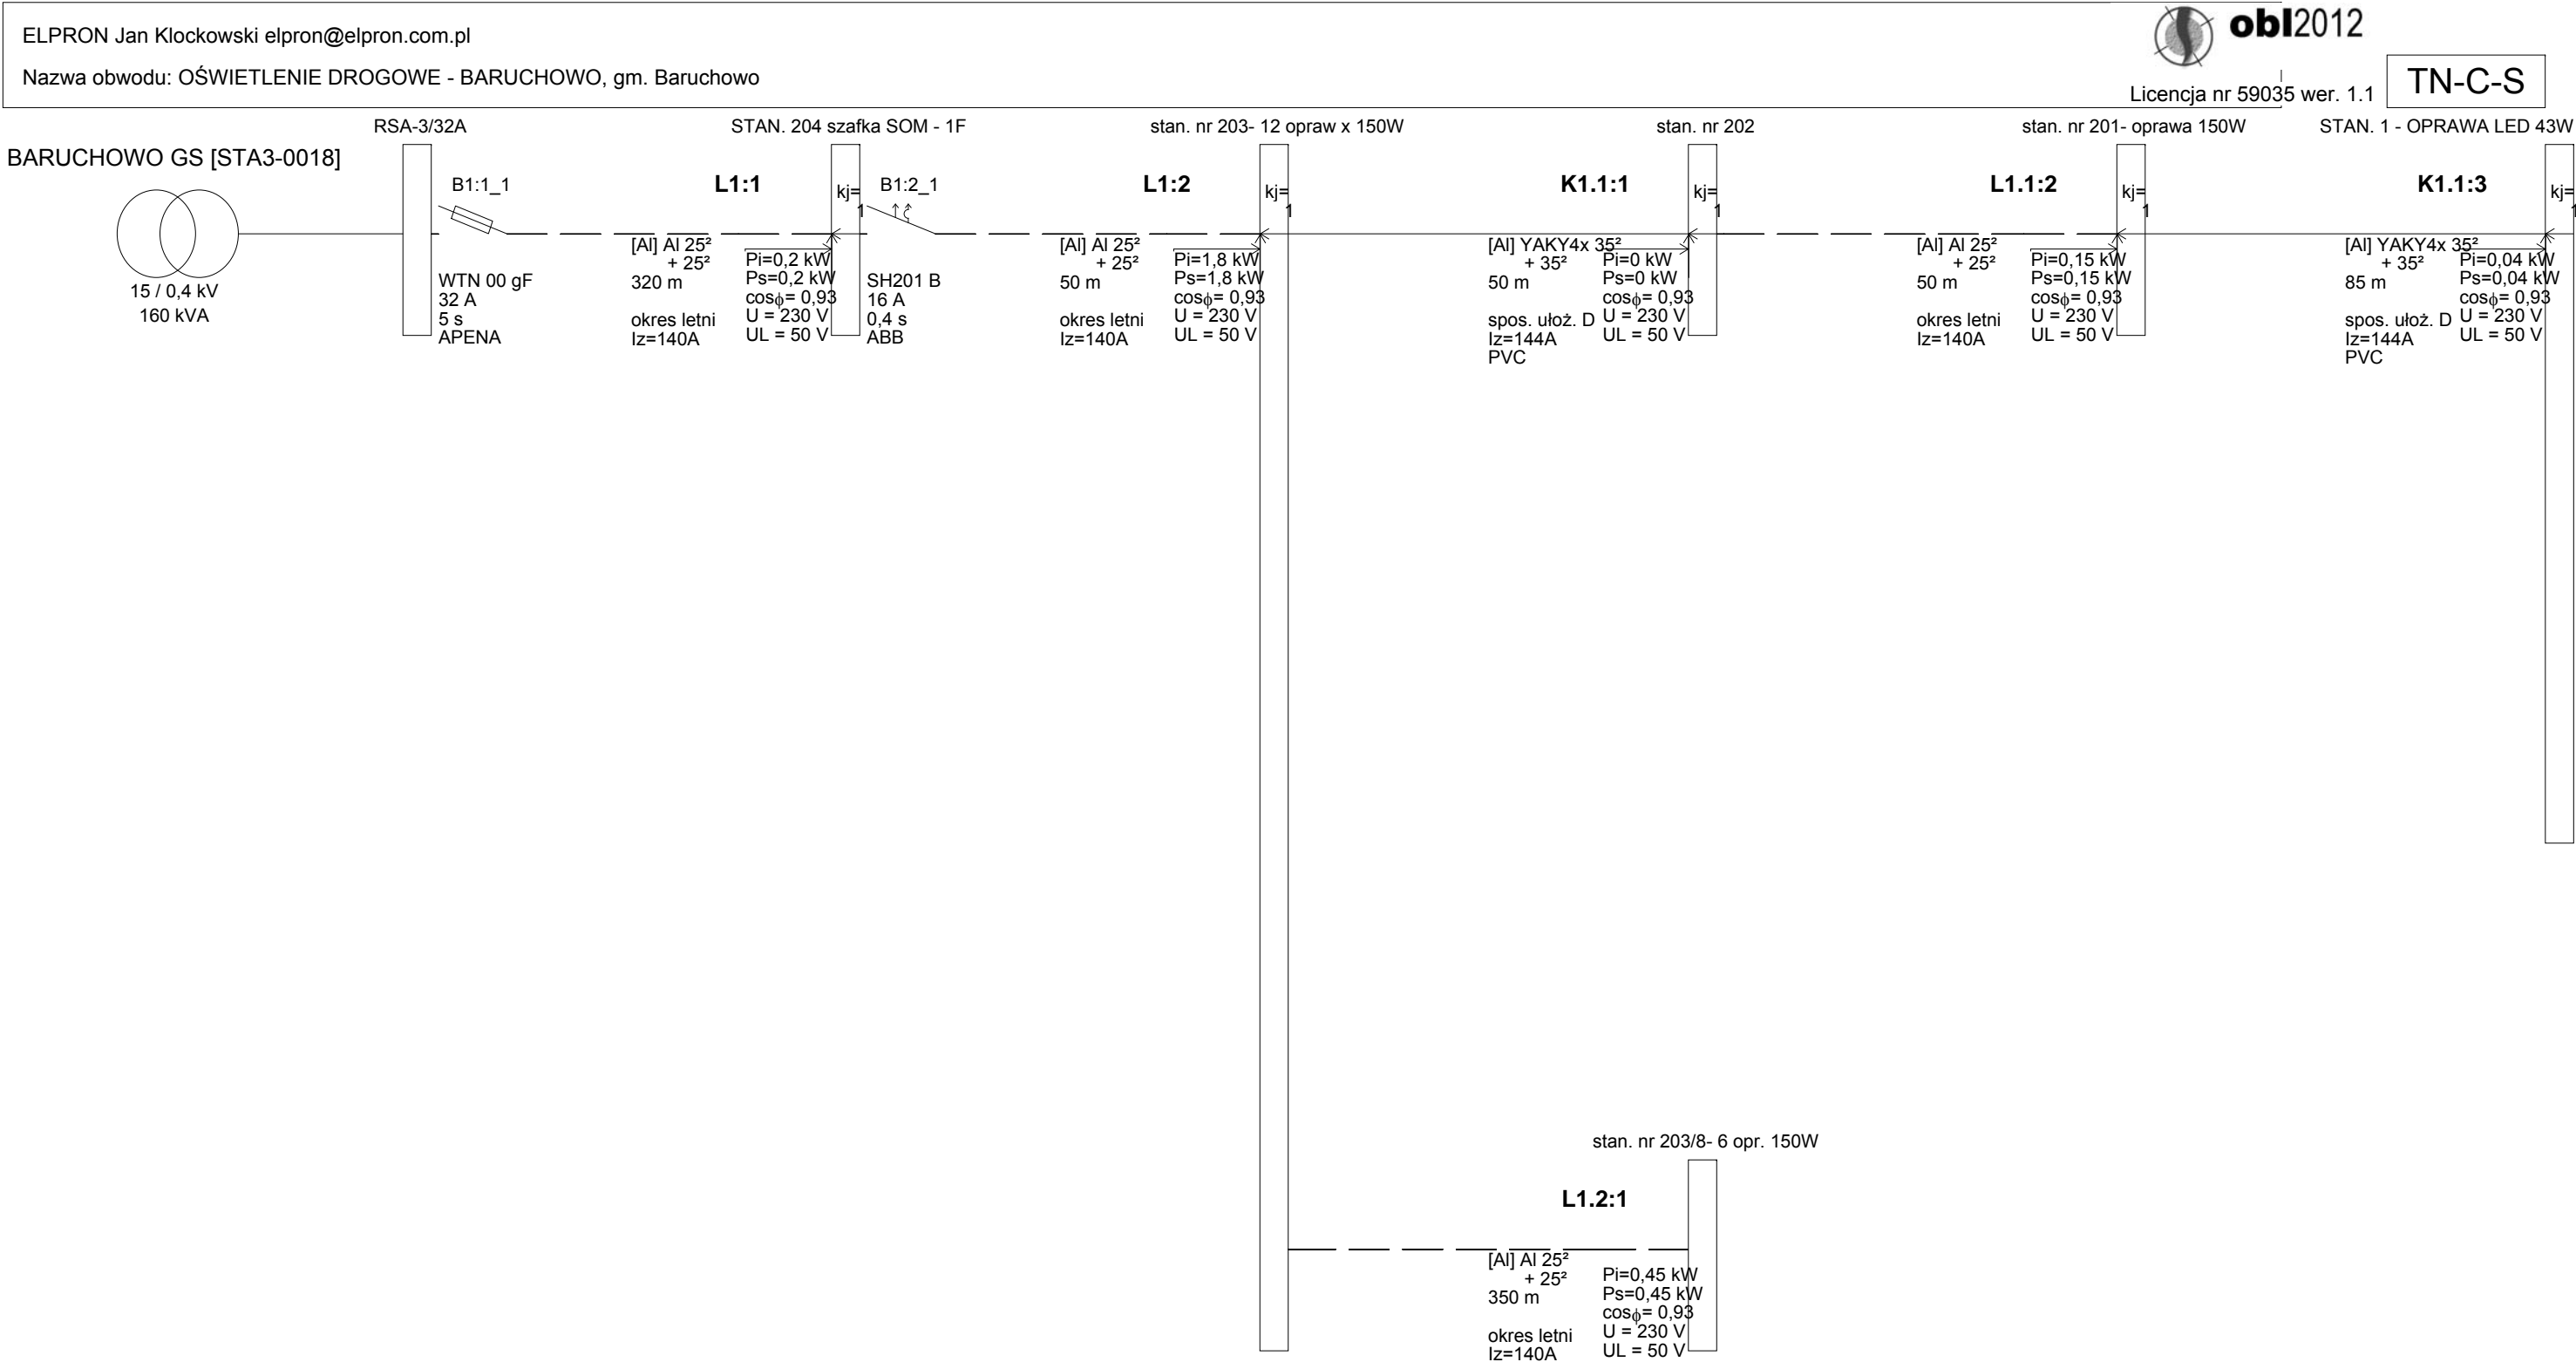 ELPRON Jan Klockowski elpron@elpron.com.pl
Nazwa obwodu: OŚWIETLENIE DROGOWE - BARUCHOWO, gm. Baruchowo
obl2012
Licencja nr 59035 wer. 1.1
TN-C-S
BARUCHOWO GS [STA3-0018]
15 / 0,4 kV
160 kVA
RSA-3/32A
B1:1_1
WTN 00 gF
32 A
5 s
APENA
L1:1
[Al] Al 25²
+ 25²
320 m
okres letni
Iz=140A
STAN. 204 szafka SOM - 1F
kj=
1
Pi=0,2 kW
Ps=0,2 kW
cosϕ= 0,93
U = 230 V
UL = 50 V
B1:2_1
SH201 B
16 A
0,4 s
ABB
L1:2
[Al] Al 25²
+ 25²
50 m
okres letni
Iz=140A
stan. nr 203- 12 opraw x 150W
kj=
1
Pi=1,8 kW
Ps=1,8 kW
cosϕ= 0,93
U = 230 V
UL = 50 V
K1.1:1
[Al] YAKY4x 35²
+ 35²
50 m
spos. ułoż. D
Iz=144A
PVC
stan. nr 202
kj=
1
Pi=0 kW
Ps=0 kW
cosϕ= 0,93
U = 230 V
UL = 50 V
L1.1:2
[Al] Al 25²
+ 25²
50 m
okres letni
Iz=140A
stan. nr 201- oprawa 150W
kj=
1
Pi=0,15 kW
Ps=0,15 kW
cosϕ= 0,93
U = 230 V
UL = 50 V
K1.1:3
[Al] YAKY4x 35²
+ 35²
85 m
spos. ułoż. D
Iz=144A
PVC
STAN. 1 - OPRAWA LED 43W
kj=
1
Pi=0,04 kW
Ps=0,04 kW
cosϕ= 0,93
U = 230 V
UL = 50 V
stan. nr 203/8- 6 opr. 150W
L1.2:1
[Al] Al 25²
+ 25²
350 m
okres letni
Iz=140A
Pi=0,45 kW
Ps=0,45 kW
cosϕ= 0,93
U = 230 V
UL = 50 V